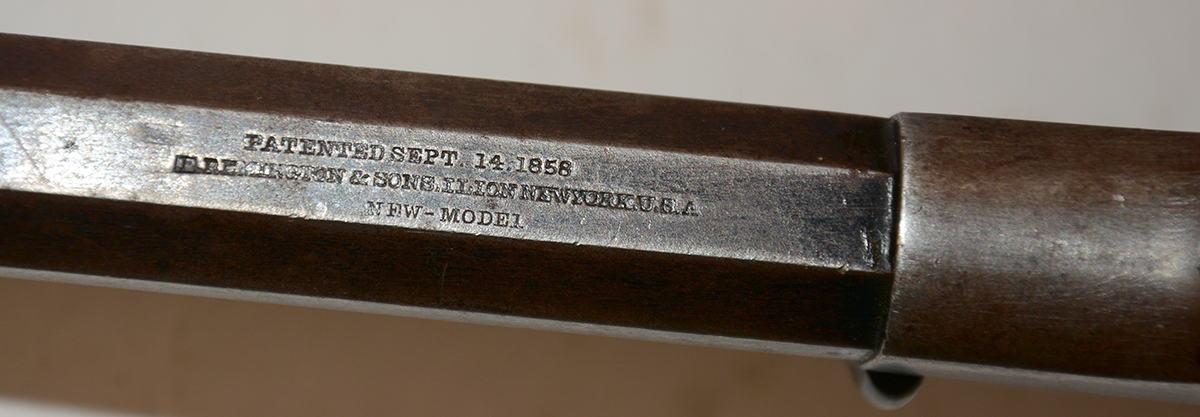 PATENTED SEPT. 14.1858
E. REMINGTON & SONS. ILION NEWYORK.U.S.A
NEW-MODEL